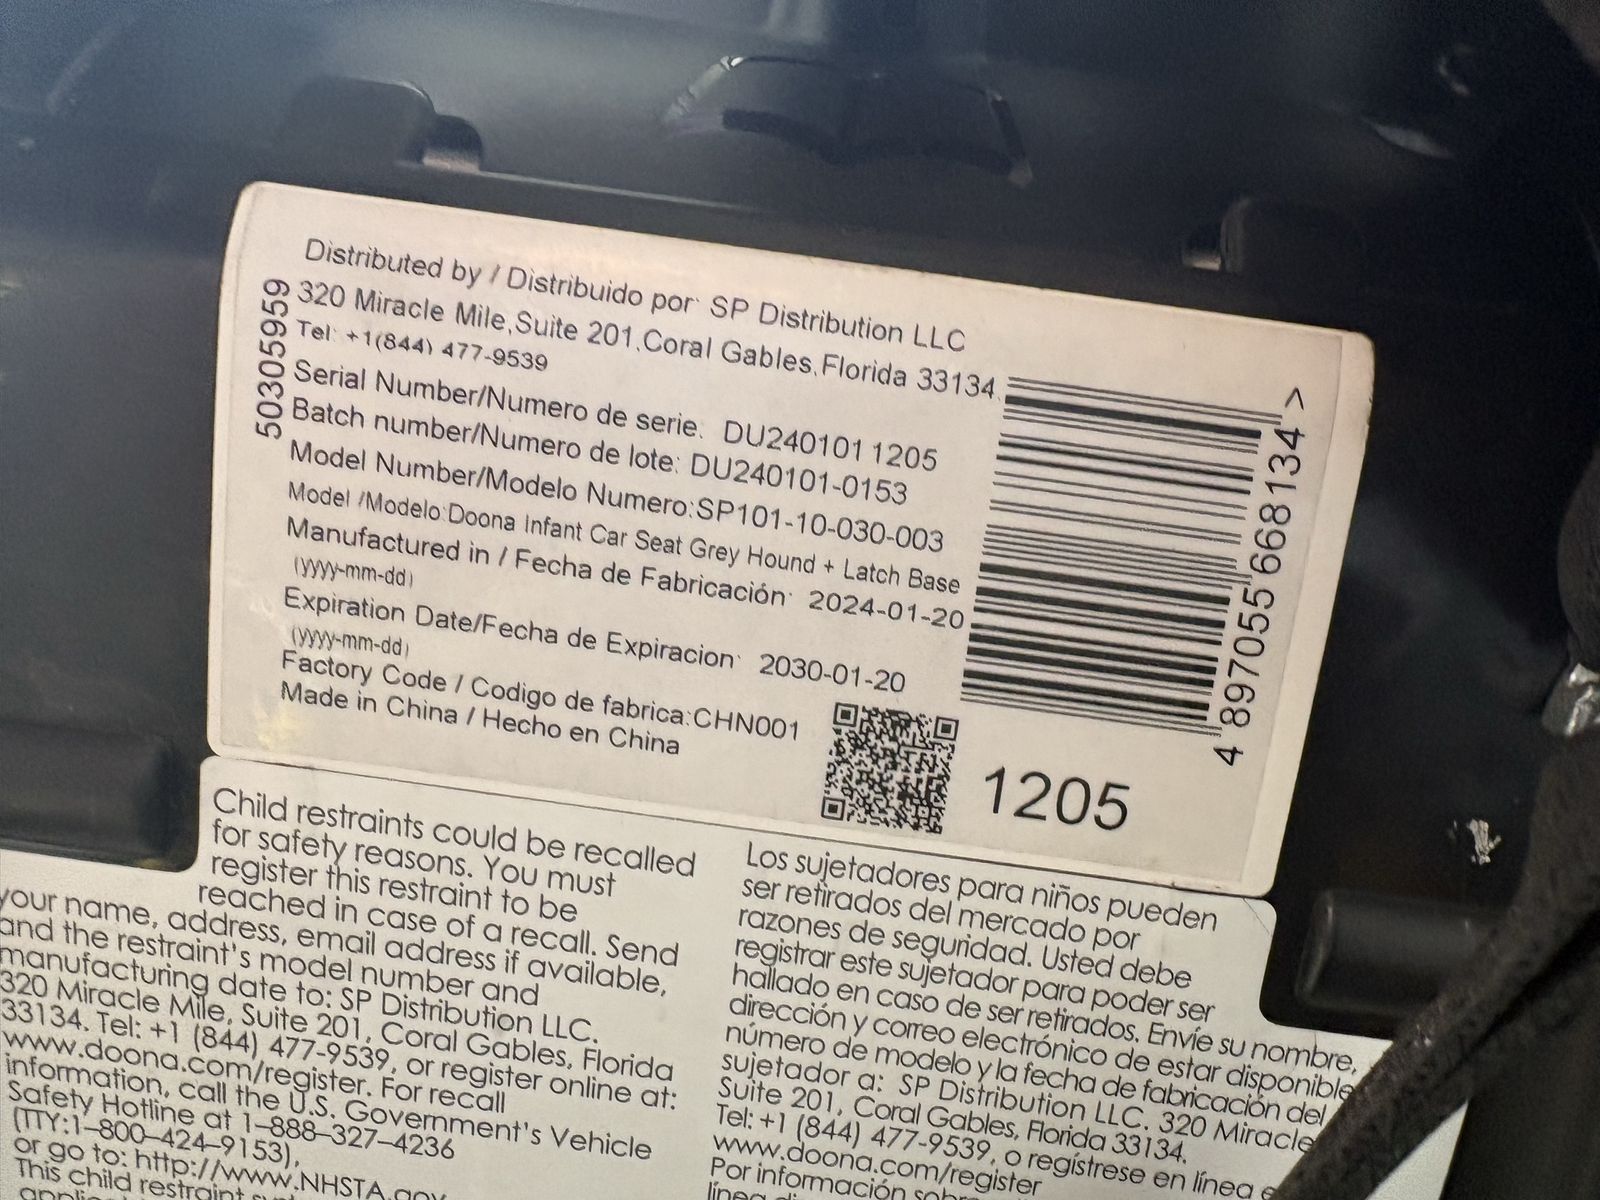 Distributed by / Distribuido por: SP Distribution LLC
320 Miracle Mile,Suite 201,Coral Gables,Florida 33134
Tel: +1(844) 477-9539
Serial Number/Numero de serie: DU240101 1205
Batch number/Numero de lote: DU240101-0153
Model Number/Modelo Numero:SP101-10-030-003
Model /Modelo:Doona Infant Car Seat Grey Hound + Latch Base
Manufactured in / Fecha de Fabricación: 2024-01-20
(yyyy-mm-dd)
Expiration Date/Fecha de Expiracion: 2030-01-20
(yyyy-mm-dd)
Factory Code / Codigo de fabrica:CHN001
Made in China / Hecho en China
50305959
4 897055 668134 >
1205
Child restraints could be recalled
for safety reasons. You must
register this restraint to be
reached in case of a recall. Send
your name, address, email address if available,
and the restraint's model number and
manufacturing date to: SP Distribution LLC.
320 Miracle Mile, Suite 201, Coral Gables, Florida
33134. Tel: +1 (844) 477-9539, or register online at:
www.doona.com/register. For recall
information, call the U.S. Government's Vehicle
Safety Hotline at 1-888-327-4236
(TTY:1-800-424-9153),
or go to: http://www.NHSTA.gov
This child restraint
Los sujetadores para niños pueden
ser retirados del mercado por
razones de seguridad. Usted debe
registrar este sujetador para poder ser
hallado en caso de ser retirados. Envíe su nombre,
dirección y correo electrónico de estar disponible
número de modelo y la fecha de fabricación del
sujetador a: SP Distribution LLC. 320 Miracle
Suite 201, Coral Gables, Florida 33134.
Tel: +1 (844) 477-9539, o regístrese en línea
www.doona.com/register
Por información